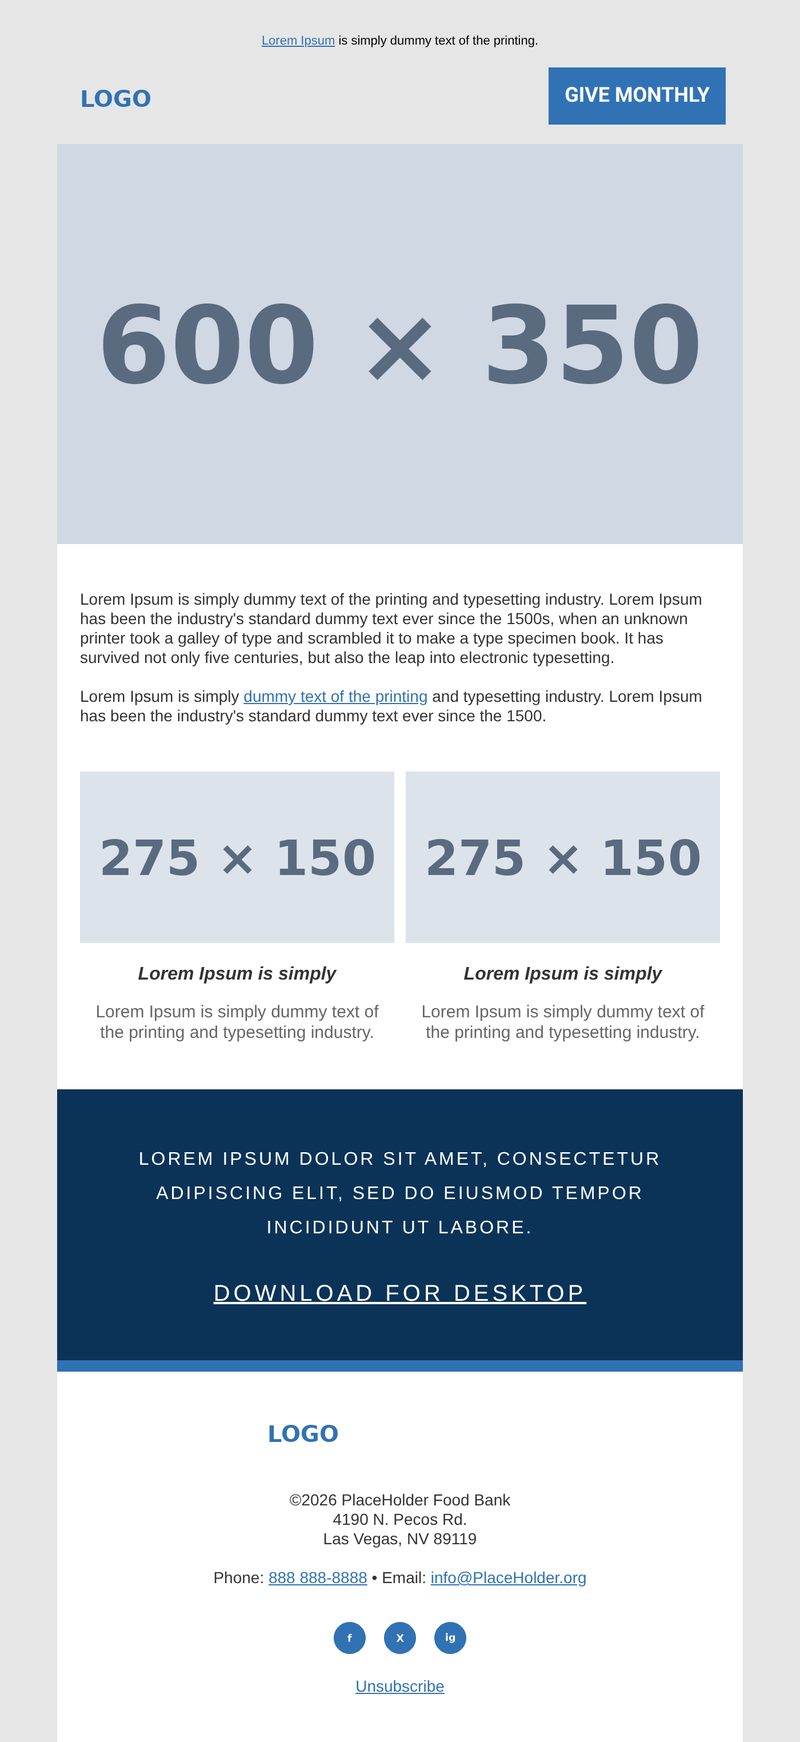 Lorem Ipsum is simply dummy text of the printing.
LOGO
GIVE MONTHLY
600 × 350
Lorem Ipsum is simply dummy text of the printing and typesetting industry. Lorem Ipsum
has been the industry's standard dummy text ever since the 1500s, when an unknown
printer took a galley of type and scrambled it to make a type specimen book. It has
survived not only five centuries, but also the leap into electronic typesetting.
Lorem Ipsum is simply dummy text of the printing and typesetting industry. Lorem Ipsum
has been the industry's standard dummy text ever since the 1500.
275 × 150
Lorem Ipsum is simply
Lorem Ipsum is simply dummy text of
the printing and typesetting industry.
275 × 150
Lorem Ipsum is simply
Lorem Ipsum is simply dummy text of
the printing and typesetting industry.
LOREM IPSUM DOLOR SIT AMET, CONSECTETUR
ADIPISCING ELIT, SED DO EIUSMOD TEMPOR
INCIDIDUNT UT LABORE.
DOWNLOAD FOR DESKTOP
LOGO
©2026 PlaceHolder Food Bank
4190 N. Pecos Rd.
Las Vegas, NV 89119
Phone: 888 888-8888 • Email: info@PlaceHolder.org
f X ig
Unsubscribe